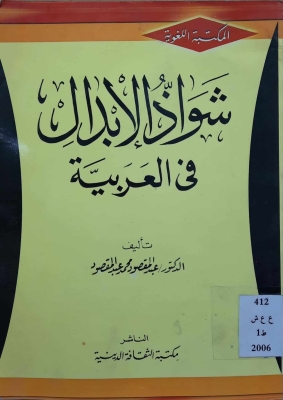 المكتبة اللغوية
شواذ الإبدال
فى العربية
تأليف
الدكتور/عبد المقصود محمد عبد المقصود
412
ع ع ش
ط1
2006
الناشر
مكتبة الثقافة الدينية